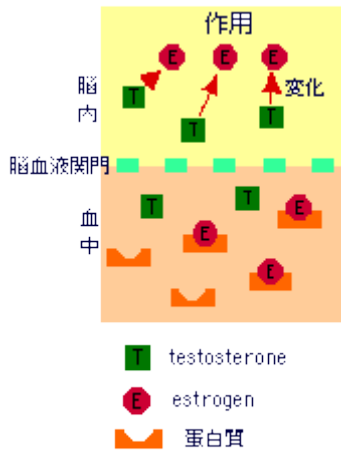 作用
E E E
脳内
T T T 変化
脳血液関門
血中
T T E
E
E
T testosterone
E estrogen
蛋白質